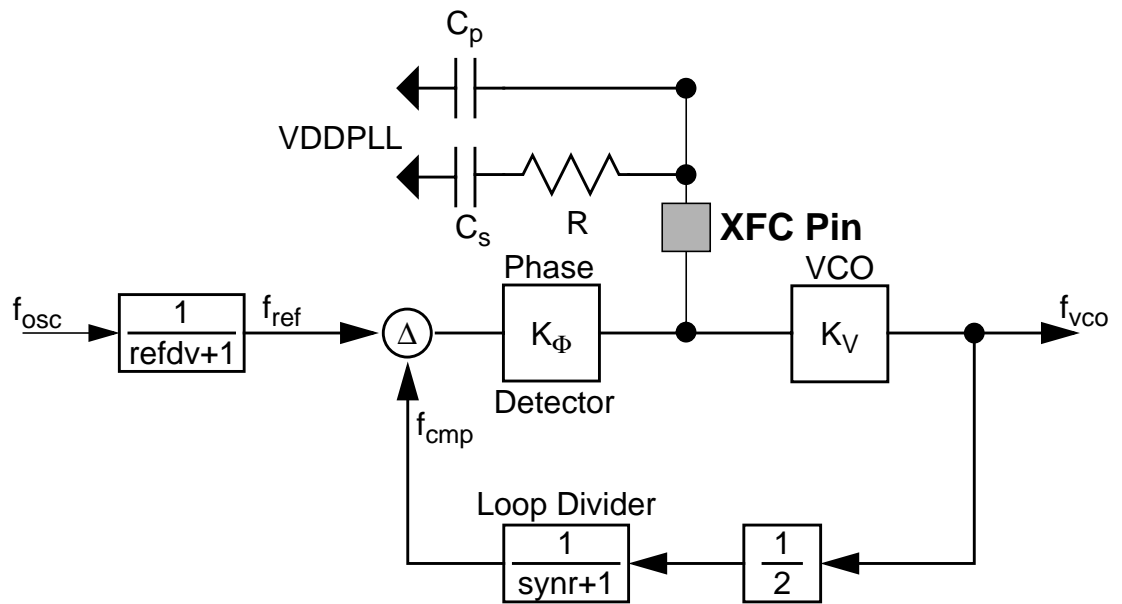 Cp
VDDPLL
Cs
R
XFC Pin
Phase
VCO
fosc
1
refdv+1
fref
Δ
KΦ
KV
fvco
Detector
fcmp
Loop Divider
1
synr+1
1
2